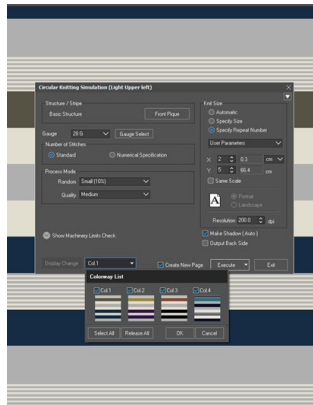 Circular Knitting Simulation (Light Upper left)
Structure / Stripe
Basic Structure
Front Pique
Gauge
28 G
Gauge Select
Number of Stitches
Standard
Numerical Specification
Process Mode
Random
Small (10%)
Quality
Medium
Show Machinery Limits Check
Knit Size
Automatic
Specify Size
Specify Repeat Number
User Parameters
X 2 0.3 cm
Y 5 66.4 cm
Same Scale
A
Portrait
Landscape
Resolution 200.0 dpi
Make Shadow ( Auto )
Output Back Side
Display Change
Col.1
Create New Page
Execute
Exit
Colorway List
Col.1 Col.2 Col.3 Col.4
Select All Release All OK Cancel